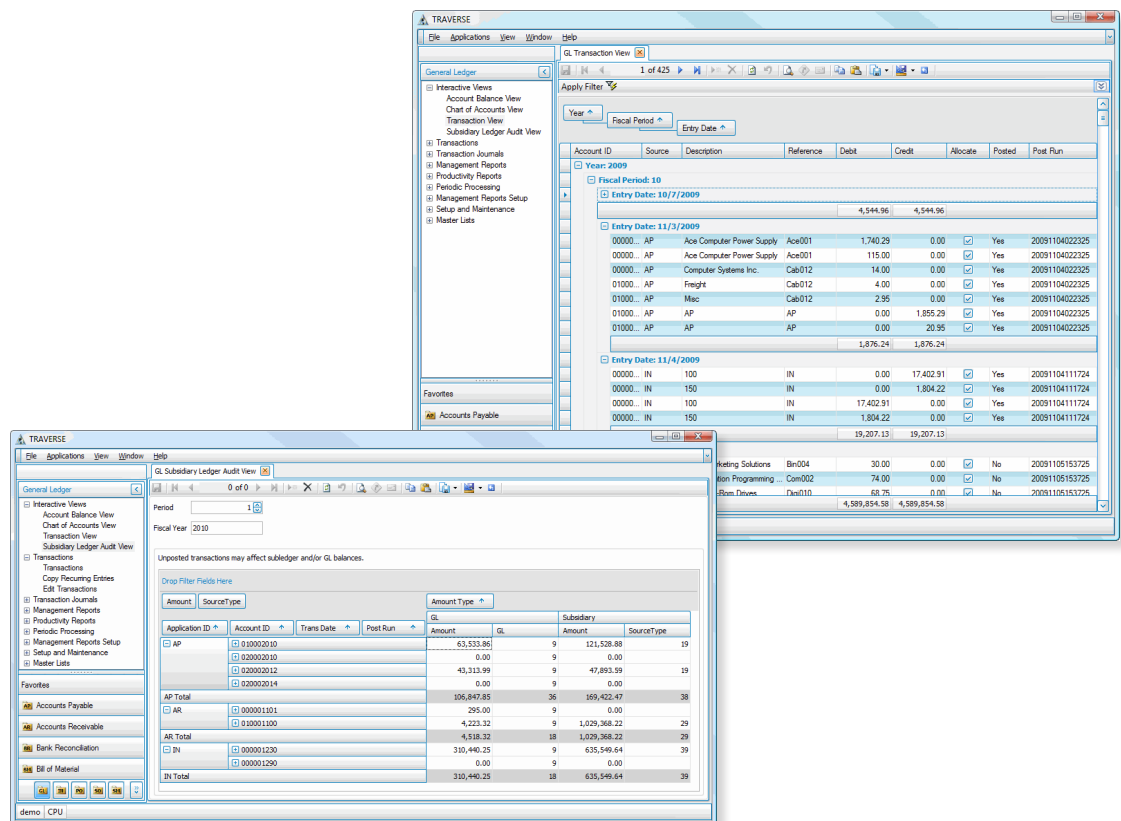 TRAVERSE
File Applications View Window Help
GL Transaction View
General Ledger
1 of 425
Interactive Views
Account Balance View
Chart of Accounts View
Transaction View
Subsidiary Ledger Audit View
Transactions
Transaction Journals
Management Reports
Productivity Reports
Periodic Processing
Management Reports Setup
Setup and Maintenance
Master Lists
Favorites
AP Accounts Payable
Apply Filter
Year
Fiscal Period
Entry Date
Account ID Source Description Reference Debit Credit Allocate Posted Post Run
Year: 2009
Fiscal Period: 10
Entry Date: 10/7/2009
4,544.96 4,544.96
Entry Date: 11/3/2009
00000... AP Ace Computer Power Supply Ace001 1,740.29 0.00 Yes 20091104022325
00000... AP Ace Computer Power Supply Ace001 115.00 0.00 Yes 20091104022325
00000... AP Computer Systems Inc. Cab012 14.00 0.00 Yes 20091104022325
01000... AP Freight Cab012 4.00 0.00 Yes 20091104022325
01000... AP Misc Cab012 2.95 0.00 Yes 20091104022325
01000... AP AP AP 0.00 1,855.29 Yes 20091104022325
01000... AP AP AP 0.00 20.95 Yes 20091104022325
1,876.24 1,876.24
Entry Date: 11/4/2009
00000... IN 100 IN 0.00 17,402.91 Yes 20091104111724
00000... IN 150 IN 0.00 1,804.22 Yes 20091104111724
00000... IN 100 IN 17,402.91 0.00 Yes 20091104111724
00000... IN 150 IN 1,804.22 0.00 Yes 20091104111724
19,207.13 19,207.13
rketing Solutions Bin004 30.00 0.00 No 20091105153725
tion Programming ... Com002 74.00 0.00 No 20091105153725
-Rom Drives Digi010 68.75 0.00 No 20091105153725
4,589,854.58 4,589,854.58
TRAVERSE
File Applications View Window Help
GL Subsidiary Ledger Audit View
General Ledger
0 of 0
Interactive Views
Account Balance View
Chart of Accounts View
Transaction View
Subsidiary Ledger Audit View
Transactions
Transactions
Copy Recurring Entries
Edit Transactions
Transaction Journals
Management Reports
Productivity Reports
Periodic Processing
Management Reports Setup
Setup and Maintenance
Master Lists
Favorites
AP Accounts Payable
AR Accounts Receivable
BR Bank Reconciliation
BM Bill of Material
demo CPU
Period 1
Fiscal Year 2010
Unposted transactions may affect subledger and/or GL balances.
Drop Filter Fields Here
Amount SourceType Amount Type
GL Subsidiary
Application ID Account ID Trans Date Post Run Amount GL Amount SourceType
AP 010002010 63,533.86 9 121,528.88 19
020002010 0.00 9 0.00
020002012 43,313.99 9 47,893.59 19
020002014 0.00 9 0.00
AP Total 106,847.85 36 169,422.47 38
AR 000001101 295.00 9 0.00
010001100 4,223.32 9 1,029,368.22 29
AR Total 4,518.32 18 1,029,368.22 29
IN 000001230 310,440.25 9 635,549.64 39
000001290 0.00 9 0.00
IN Total 310,440.25 18 635,549.64 39